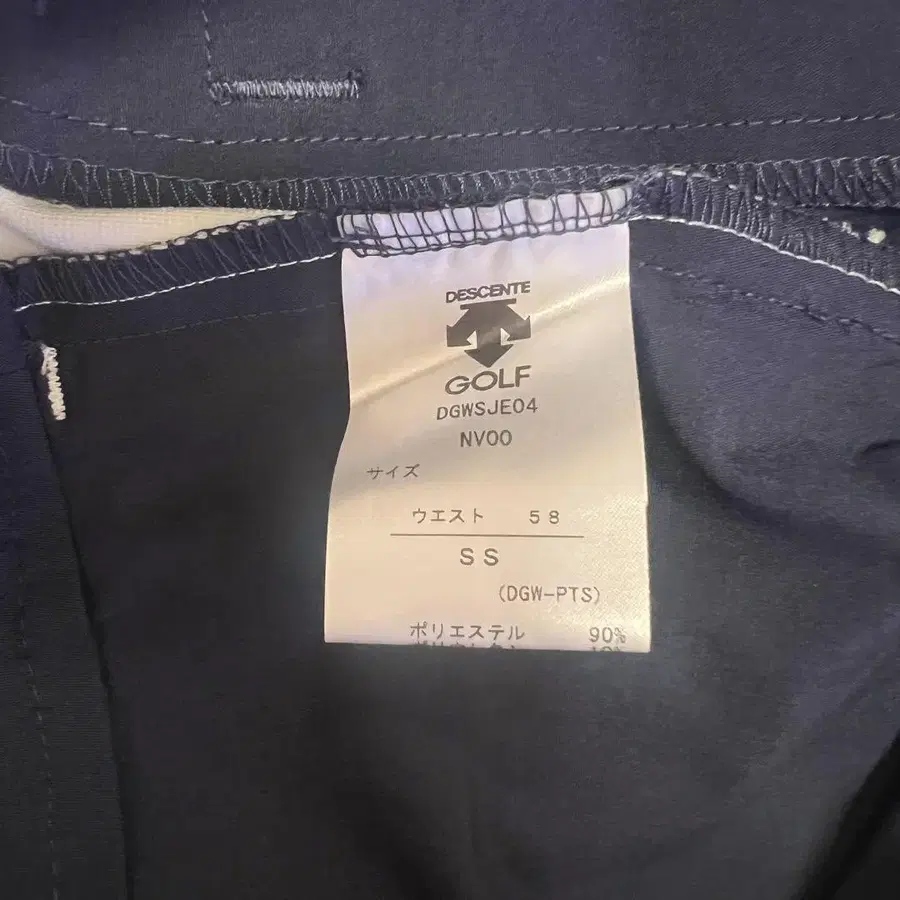 DESCENTE
GOLF
DGWSJE04
NV00
サイズ
ウエスト 58
SS
(DGW-PTS)
ポリエステル 90%